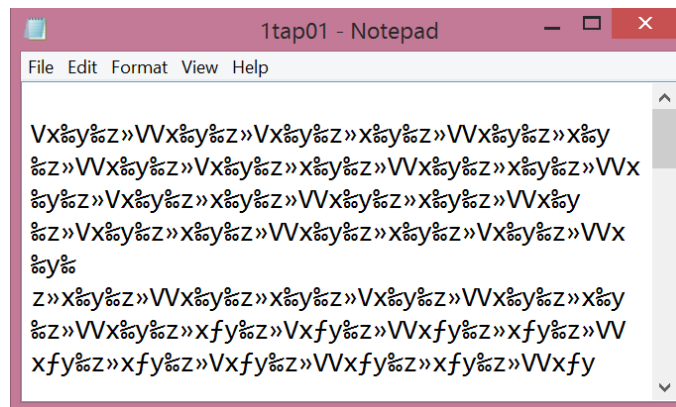 1tap01 - Notepad
File Edit Format View Help
Vx‰y‰z»VVx‰y‰z»Vx‰y‰z»x‰y‰z»VVx‰y‰z»x‰y
‰z»VVx‰y‰z»Vx‰y‰z»x‰y‰z»VVx‰y‰z»x‰y‰z»VVx
‰y‰z»Vx‰y‰z»x‰y‰z»VVx‰y‰z»x‰y‰z»VVx‰y
‰z»Vx‰y‰z»x‰y‰z»VVx‰y‰z»x‰y‰z»Vx‰y‰z»VVx
‰y‰
z»x‰y‰z»VVx‰y‰z»x‰y‰z»Vx‰y‰z»VVx‰y‰z»x‰y
‰z»VVx‰y‰z»xƒy‰z»Vxƒy‰z»VVxƒy‰z»xƒy‰z»VV
xƒy‰z»xƒy‰z»Vxƒy‰z»VVxƒy‰z»xƒy‰z»VVxƒy